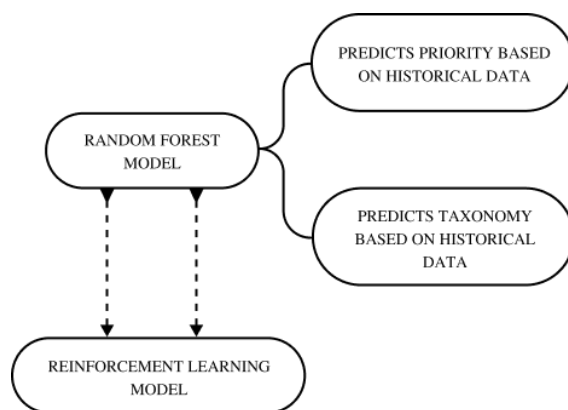 PREDICTS PRIORITY BASED
ON HISTORICAL DATA
RANDOM FOREST
MODEL
PREDICTS TAXONOMY
BASED ON HISTORICAL
DATA
REINFORCEMENT LEARNING
MODEL